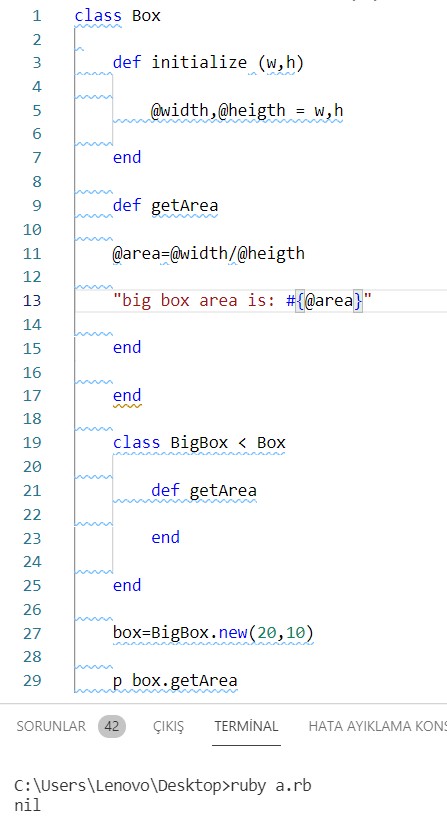 1 class Box
2
3 def initialize (w,h)
4
5 @width,@heigth = w,h
6
7 end
8
9 def getArea
10
11 @area=@width/@heigth
12
13 "big box area is: #{@area}"
14
15 end
16
17 end
18
19 class BigBox < Box
20
21 def getArea
22
23 end
24
25 end
26
27 box=BigBox.new(20,10)
28
29 p box.getArea
SORUNLAR 42 ÇIKIŞ TERMİNAL HATA AYIKLAMA KONS
C:\Users\Lenovo\Desktop>ruby a.rb
nil